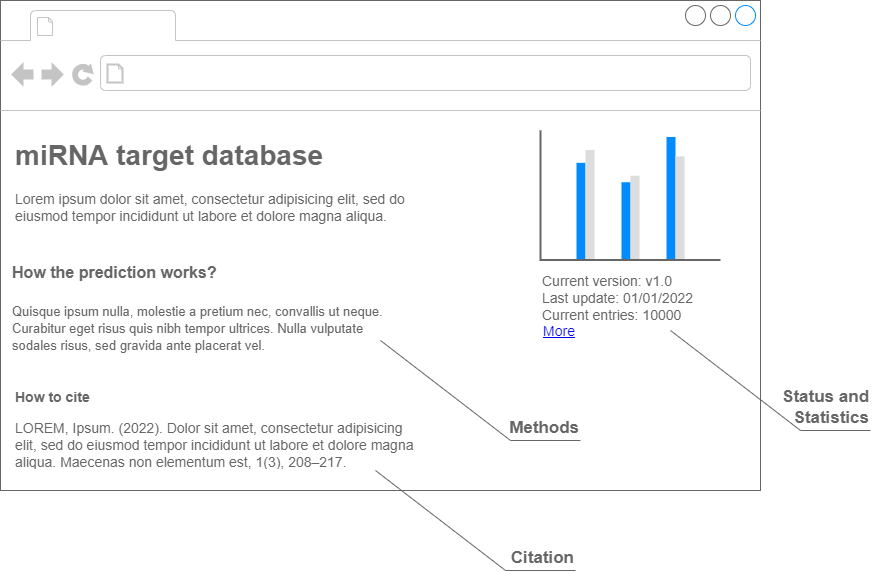 miRNA target database
Lorem ipsum dolor sit amet, consectetur adipisicing elit, sed do
eiusmod tempor incididunt ut labore et dolore magna aliqua.
How the prediction works?
Quisque ipsum nulla, molestie a pretium nec, convallis ut neque.
Curabitur eget risus quis nibh tempor ultrices. Nulla vulputate
sodales risus, sed gravida ante placerat vel.
How to cite
LOREM, Ipsum. (2022). Dolor sit amet, consectetur adipisicing
elit, sed do eiusmod tempor incididunt ut labore et dolore magna
aliqua. Maecenas non elementum est, 1(3), 208–217.
Current version: v1.0
Last update: 01/01/2022
Current entries: 10000
More
Status and
Statistics
Methods
Citation